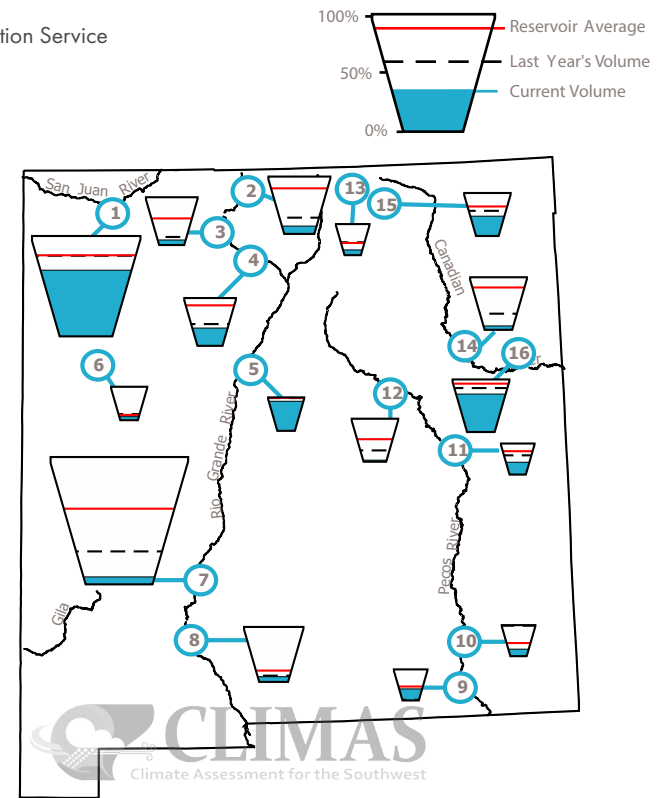 tion Service
100%
50%
0%
Reservoir Average
Last Year's Volume
Current Volume
San Juan River
1
2
3
4
13
15
Canadian
14
16
6
5
12
11
Rio Grande River
Pecos River
7
Gila
8
10
9
CLIMAS
Climate Assessment for the Southwest